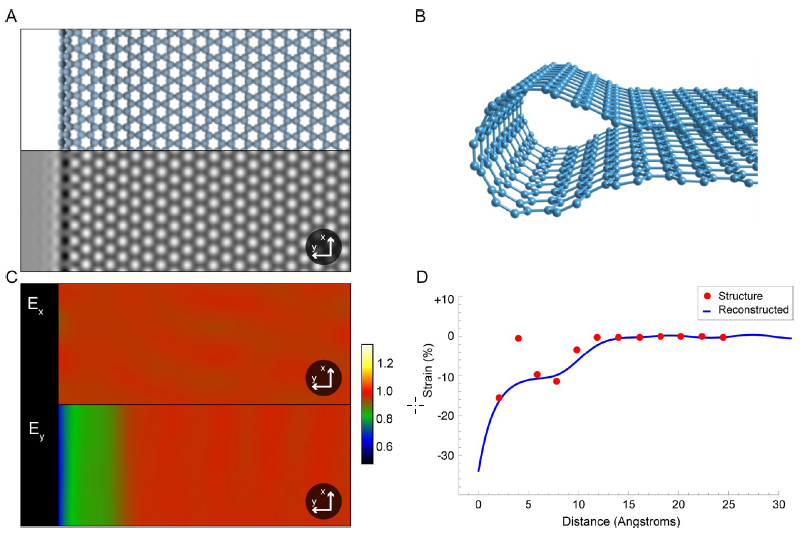 A
B
x
y
C
D
Ex
x
y
Ey
x
y
1.2
1.0
0.8
0.6
+10
0
-10
-20
-30
Strain (%)
Structure
Reconstructed
0 5 10 15 20 25 30
Distance (Angstroms)